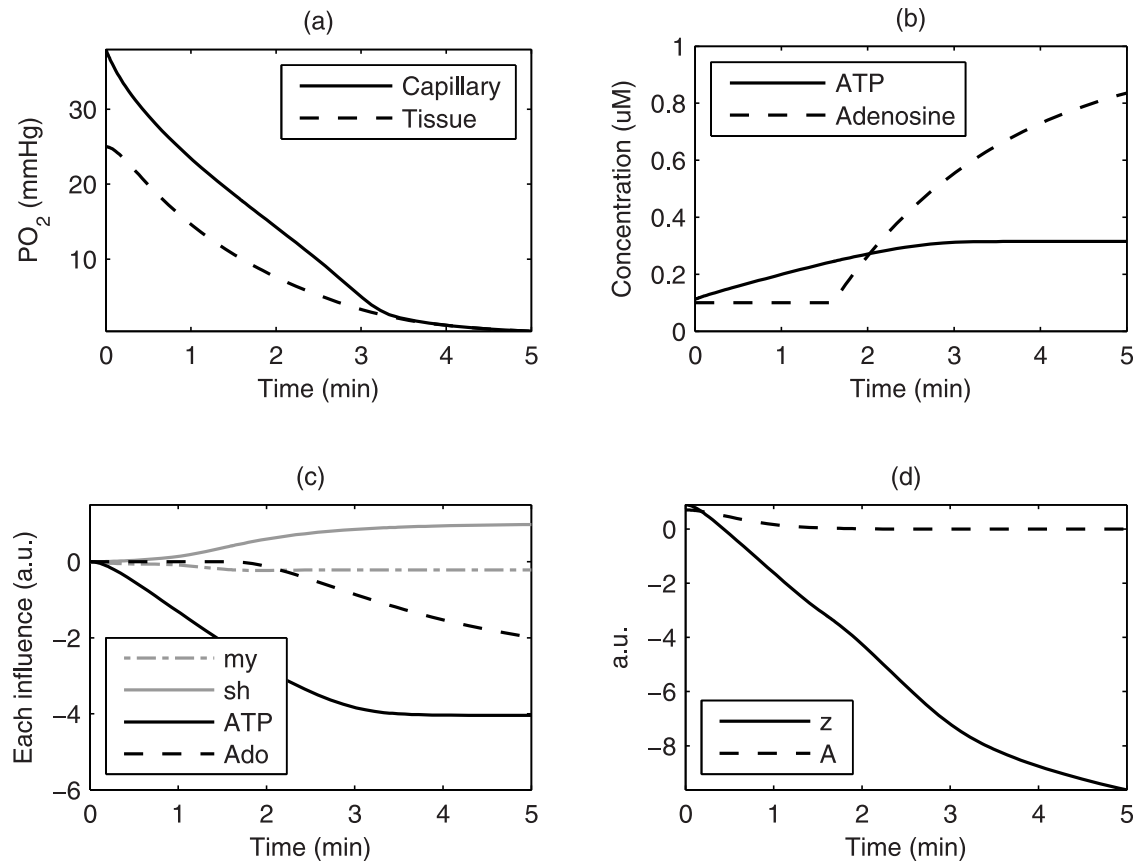 (a)
PO2 (mmHg)
30
20
10
Capillary
Tissue
0 1 2 3 4 5
Time (min)
(b)
Concentration (uM)
1
0.8
0.6
0.4
0.2
0
ATP
Adenosine
0 1 2 3 4 5
Time (min)
(c)
Each influence (a.u.)
0
−2
−4
−6
my
sh
ATP
Ado
0 1 2 3 4 5
Time (min)
(d)
a.u.
0
−2
−4
−6
−8
z
A
0 1 2 3 4 5
Time (min)